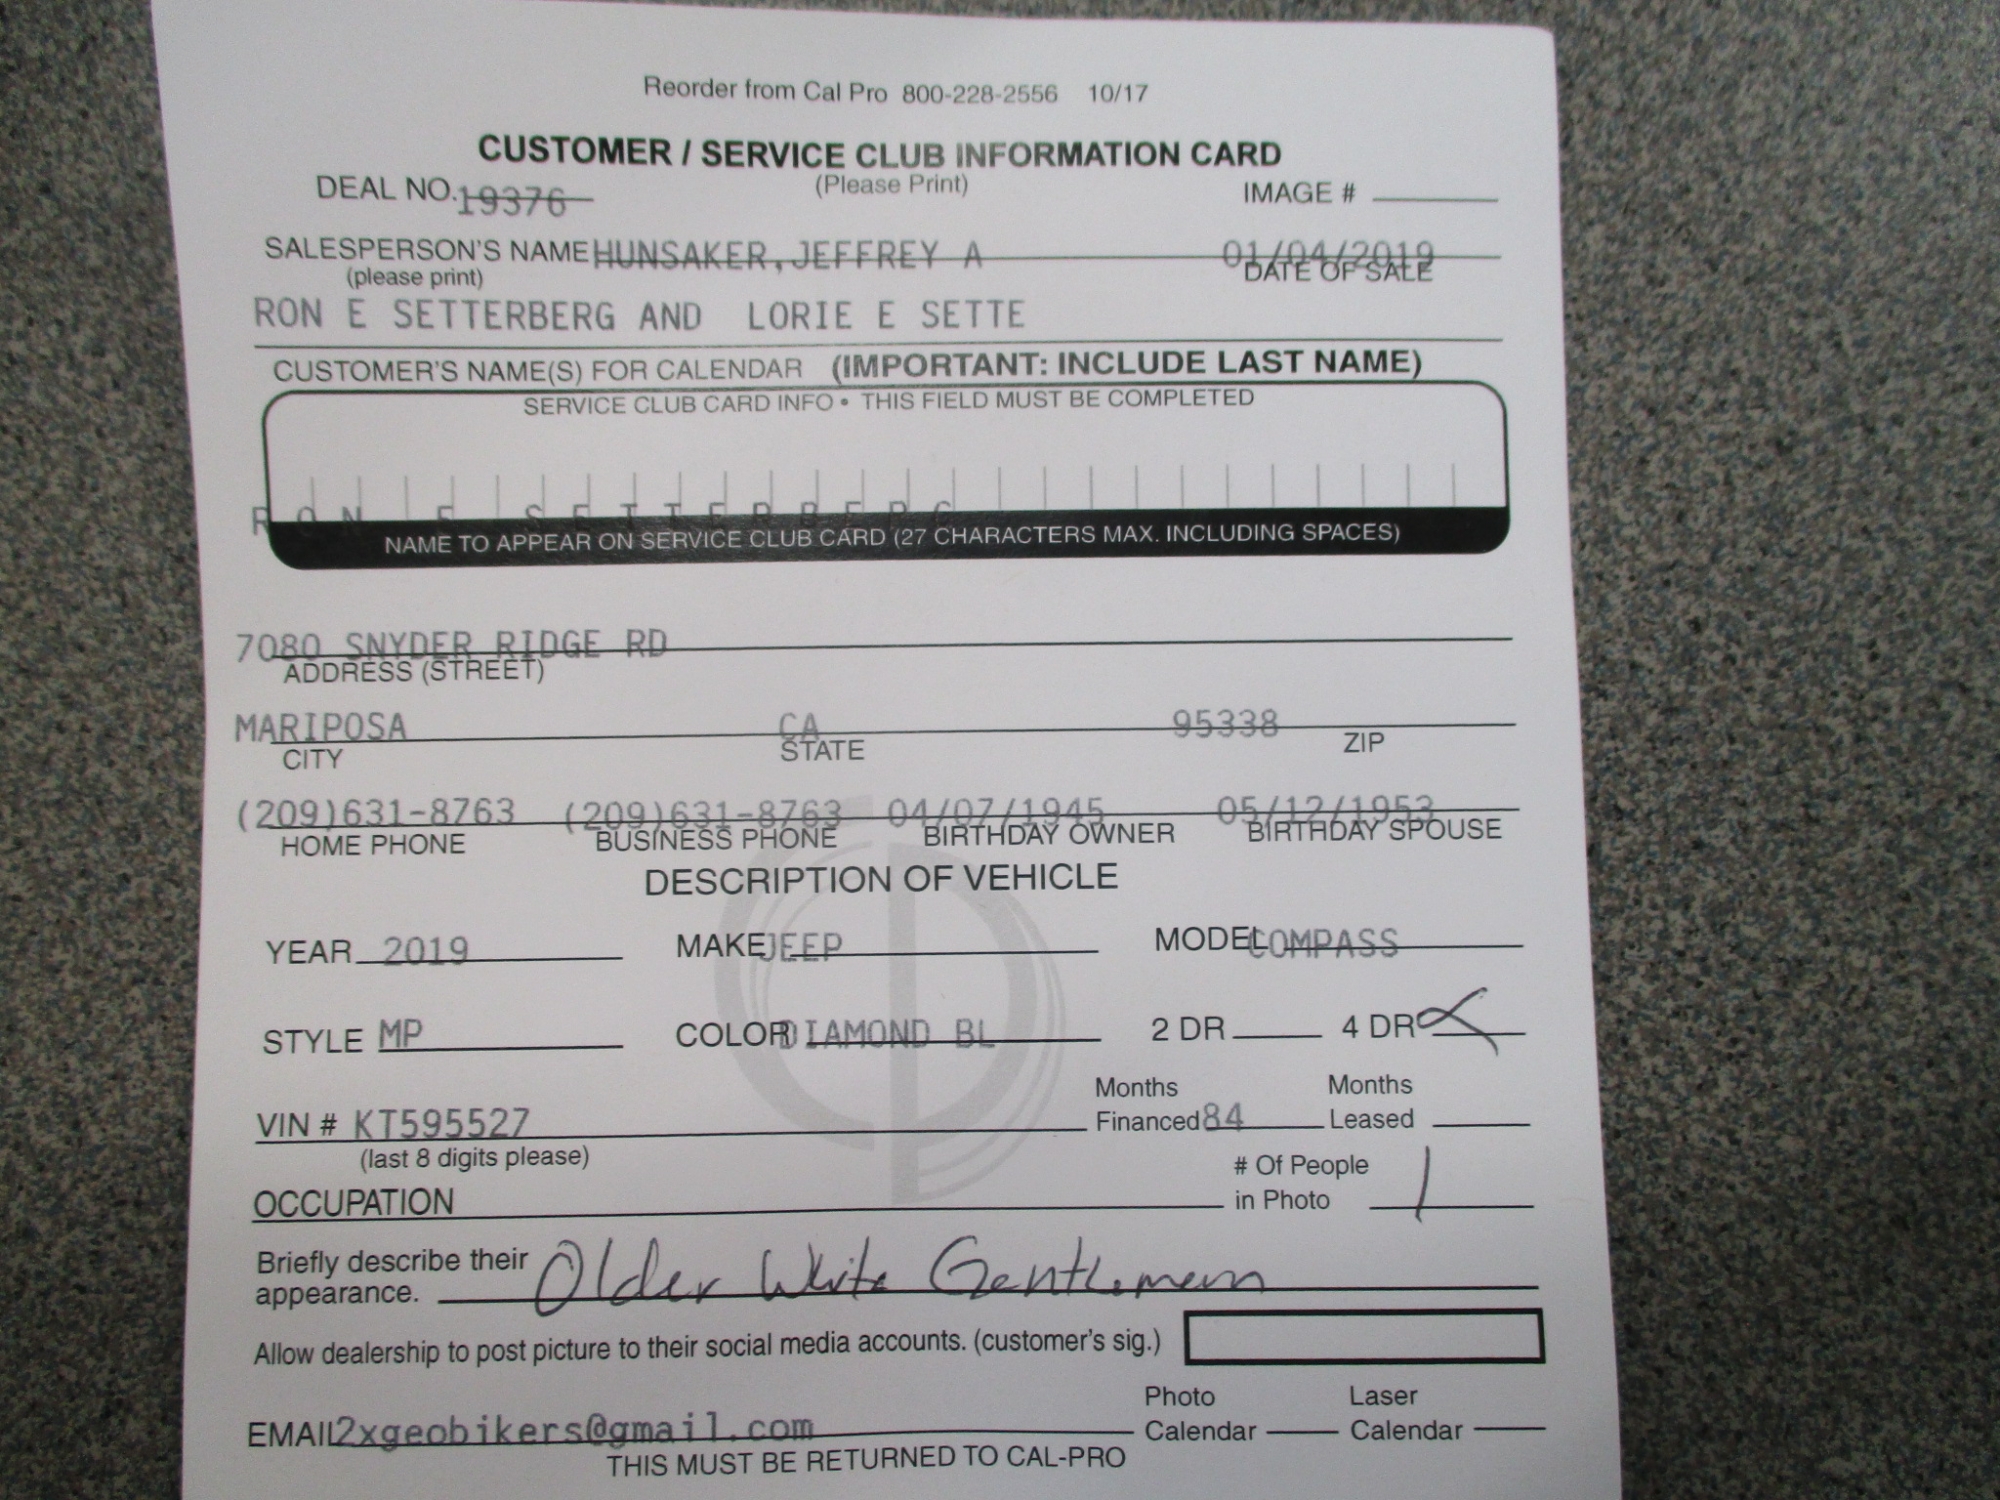 Reorder from Cal Pro 800-228-2556 10/17
CUSTOMER / SERVICE CLUB INFORMATION CARD
DEAL NO. 19376 (Please Print) IMAGE #
SALESPERSON'S NAME HUNSAKER, JEFFREY A 01/04/2019
(please print) DATE OF SALE
RON E SETTERBERG AND LORIE E SETTE
CUSTOMER'S NAME(S) FOR CALENDAR (IMPORTANT: INCLUDE LAST NAME)
SERVICE CLUB CARD INFO • THIS FIELD MUST BE COMPLETED
RON E SETTERBERG
NAME TO APPEAR ON SERVICE CLUB CARD (27 CHARACTERS MAX. INCLUDING SPACES)
7080 SNYDER RIDGE RD
ADDRESS (STREET)
MARIPOSA CA 95338
CITY STATE ZIP
(209)631-8763 (209)631-8763 04/07/1945 05/12/1953
HOME PHONE BUSINESS PHONE BIRTHDAY OWNER BIRTHDAY SPOUSE
DESCRIPTION OF VEHICLE
YEAR 2019 MAKE JEEP MODEL COMPASS
STYLE MP COLOR DIAMOND BL 2 DR 4 DR X
Months Months
VIN # KT595527 Financed 84 Leased
(last 8 digits please) # Of People
OCCUPATION in Photo 1
Briefly describe their
appearance. Older White Gentlemen
Allow dealership to post picture to their social media accounts. (customer's sig.)
Photo Laser
EMAIL 2xgeobikers@gmail.com Calendar Calendar
THIS MUST BE RETURNED TO CAL-PRO